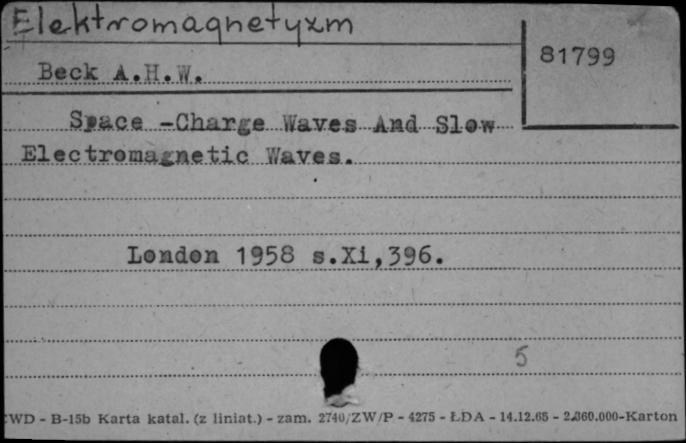 Elektromagnetyzm
81799
Beck A.H.W.
Space -Charge Waves And Slow
Electromagnetic Waves.
London 1958 s.Xi,396.
5
WD - B-15b Karta katal. (z liniat.) - zam. 2740/ZW/P - 4275 - ŁDA - 14.12.65 - 2.360.000-Karton